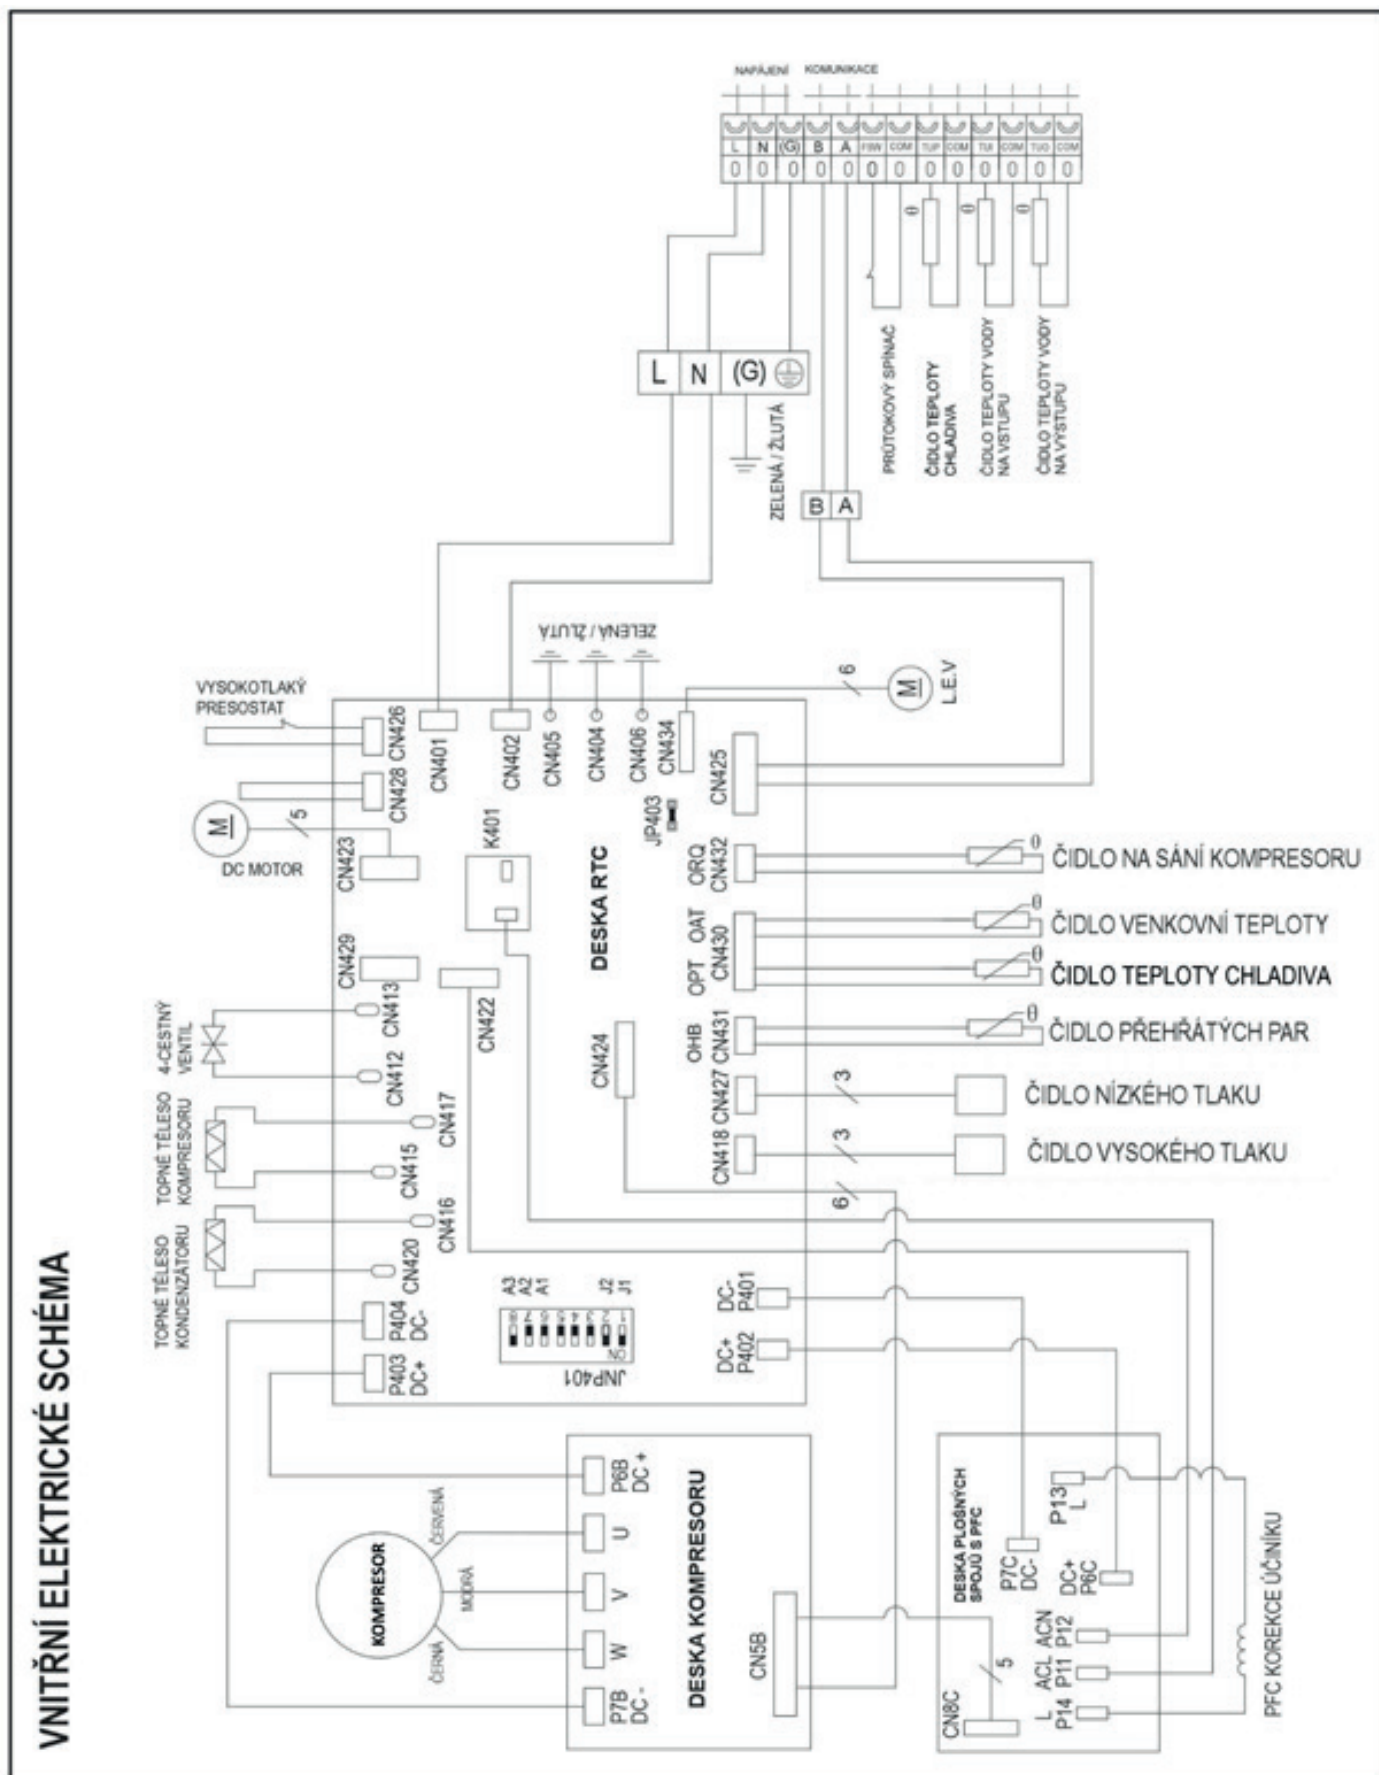 VNITŘNÍ ELEKTRICKÉ SCHÉMA
NAPÁJENÍ
KOMUNIKACE
L
N
(G)
B
A
FSW
COM
TUP
COM
TUI
COM
TUO
COM
θ
θ
θ
PRŮTOKOVÝ SPÍNAČ
ČIDLO TEPLOTY
CHLADIVA
ČIDLO TEPLOTY VODY
NA VSTUPU
ČIDLO TEPLOTY VODY
NA VÝSTUPU
L
N
(G)
ZELENÁ / ŽLUTÁ
B
A
VYSOKOTLAKÝ
PRESOSTAT
M
DC MOTOR
5
CN426
CN428
CN423
CN429
CN401
CN402
CN405
CN404
CN406
ZELENÁ / ŽLUTÁ
CN434
6
M
L.E.V
CN425
JP403
K401
DESKA RTC
CN422
CN424
4-CESTNÝ
VENTIL
CN413
CN412
TOPNÉ TĚLESO
KOMPRESORU
CN417
CN415
TOPNÉ TĚLESO
KONDENZÁTORU
CN416
CN420
P404
DC-
P403
DC+
A3
A2
A1
J2
J1
ON
JNP401
ORQ
CN432
θ
ČIDLO NA SÁNÍ KOMPRESORU
OAT
OPT
CN430
θ
ČIDLO VENKOVNÍ TEPLOTY
θ
ČIDLO TEPLOTY CHLADIVA
OHB
CN431
θ
ČIDLO PŘEHŘÁTÝCH PAR
CN427
3
ČIDLO NÍZKÉHO TLAKU
CN418
3
ČIDLO VYSOKÉHO TLAKU
6
DC-
P401
DC+
P402
KOMPRESOR
ČERVENÁ
MODRÁ
ČERNÁ
P6B
DC +
U
V
W
P7B
DC -
DESKA KOMPRESORU
CN5B
5
CN8C
DESKA PLOŠNÝCH
SPOJŮ S PFC
P13
L
P7C
DC-
DC+
P6C
ACN
P12
ACL
P11
L
P14
PFC KOREKCE ÚČINÍKU